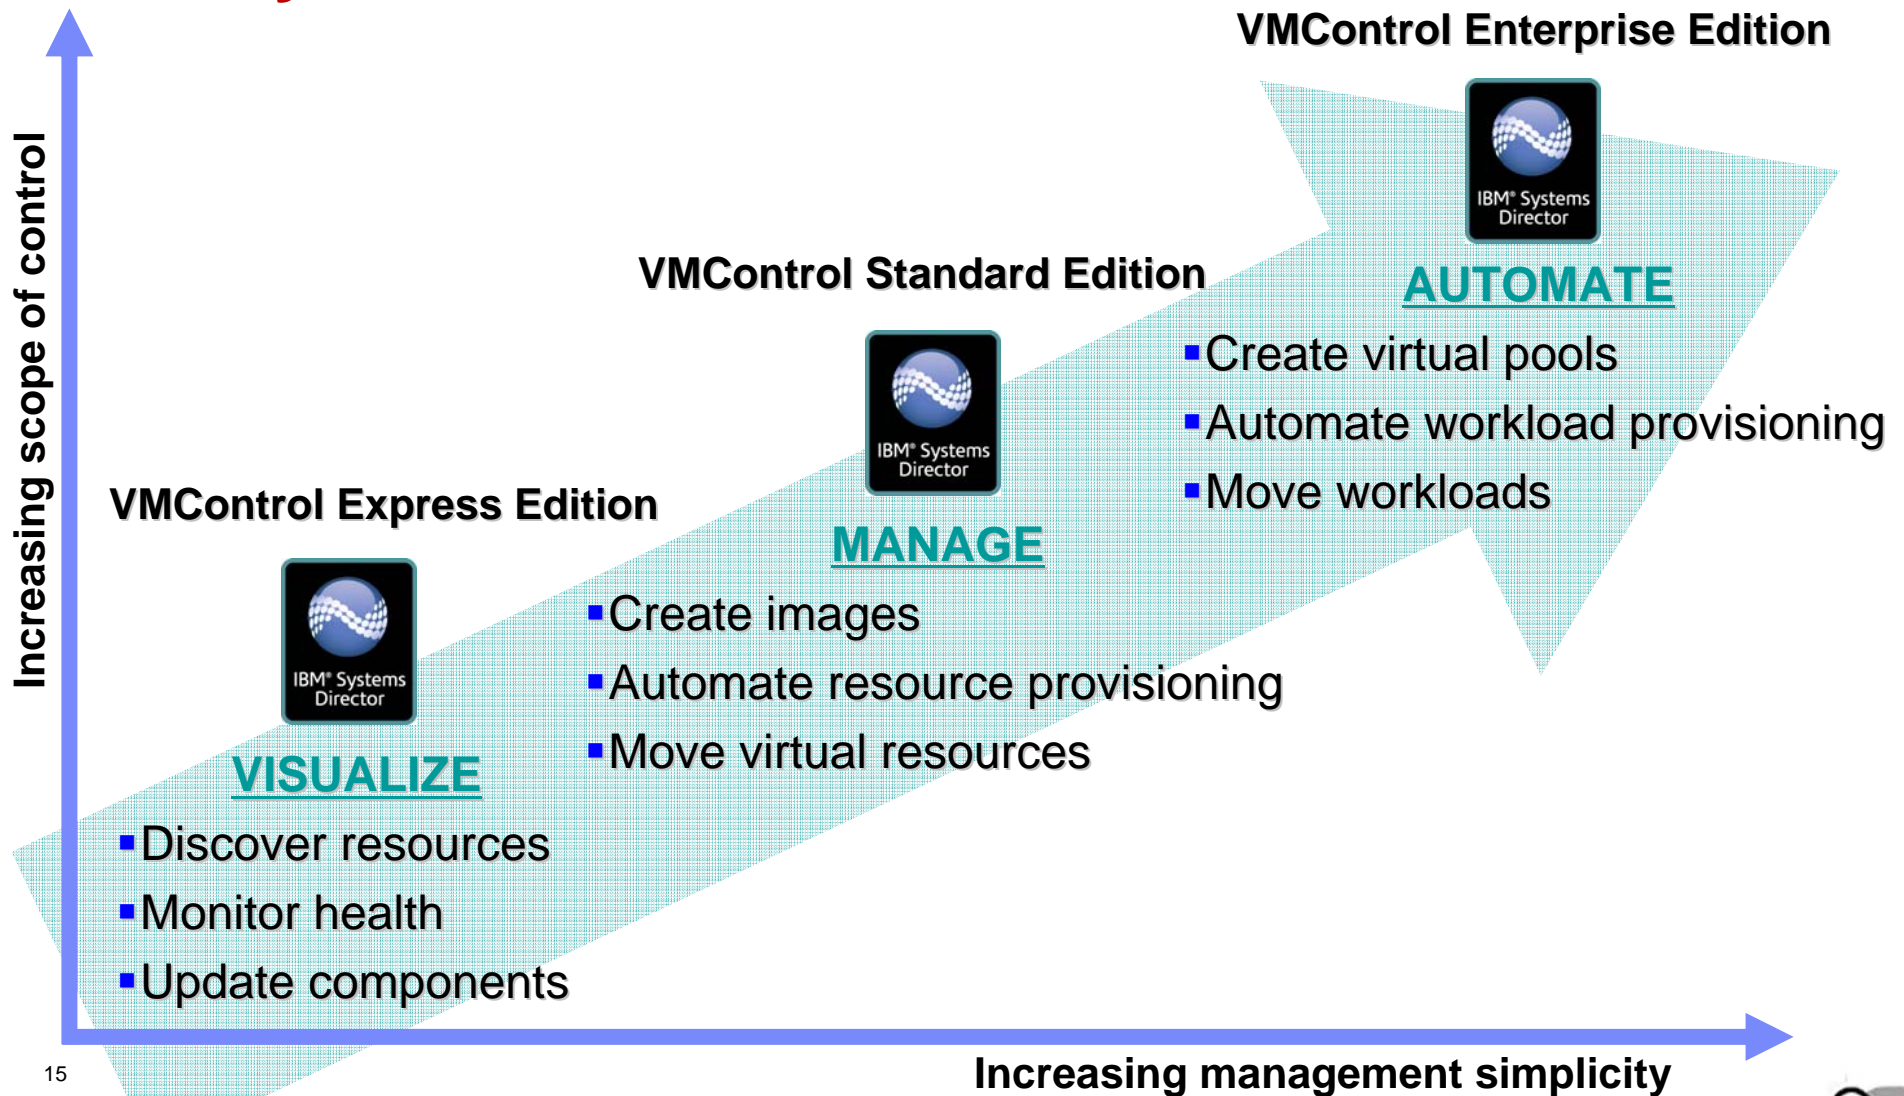 VMControl Enterprise Edition
IBM® Systems
Director
AUTOMATE
▪Create virtual pools
▪Automate workload provisioning
▪Move workloads
VMControl Standard Edition
IBM® Systems
Director
MANAGE
▪Create images
▪Automate resource provisioning
▪Move virtual resources
VMControl Express Edition
IBM® Systems
Director
VISUALIZE
▪Discover resources
▪Monitor health
▪Update components
Increasing scope of control
Increasing management simplicity
15